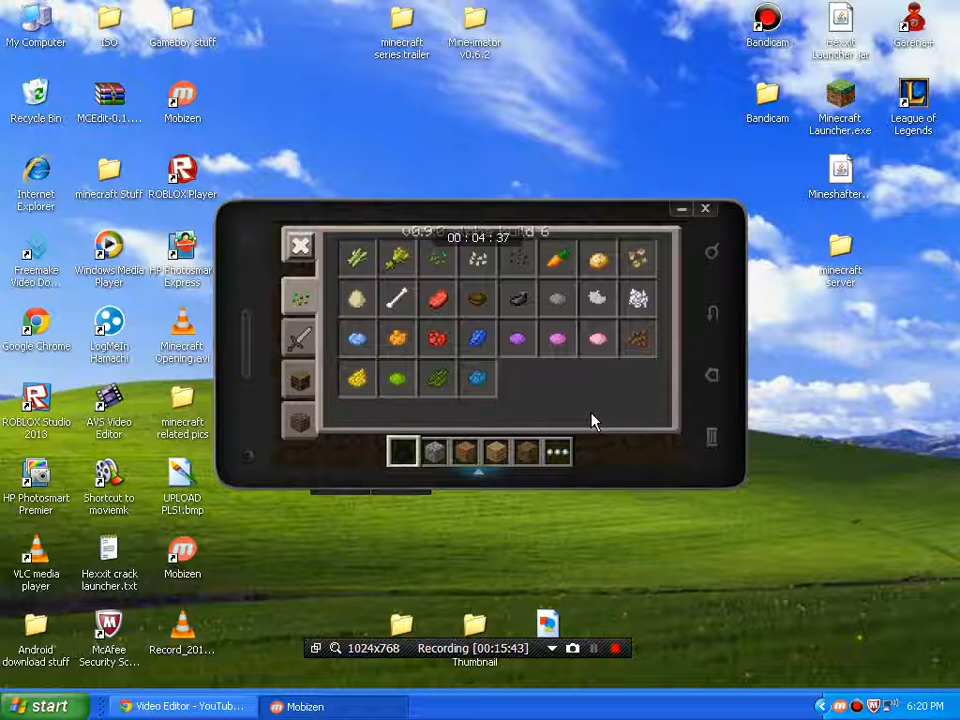 My Computer
ISO
Gameboy stuff
minecraft
series trailer
Mine-imator
v0.6.2
Bandicam
Hexxit
Launcher.jar
Garena+
Recycle Bin
MCEdit-0.1....
Mobizen
Bandicam
Minecraft
Launcher.exe
League of
Legends
Internet
Explorer
minecraft Stuff
ROBLOX Player
Mineshafter...
Freemake
Video Do...
Windows Media
Player
HP Photosmart
Express
minecraft
server
00 : 04 : 37
Google Chrome
LogMeIn
Hamachi
Minecraft
Opening.avi
ROBLOX Studio
2013
AVS Video
Editor
minecraft
related pics
HP Photosmart
Premier
Shortcut to
moviemk
UPLOAD
PLS!.bmp
VLC media
player
Hexxit crack
launcher.txt
Mobizen
Android
download stuff
McAfee
Security Sc...
Record_201...
1024x768
Recording [00:15:43]
Thumbnail
start
Video Editor - YouTub...
Mobizen
6:20 PM